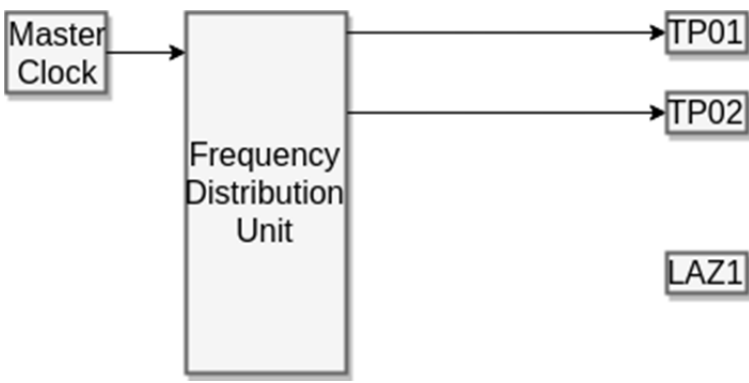 Master
Clock
Frequency
Distribution
Unit
TP01
TP02
LAZ1